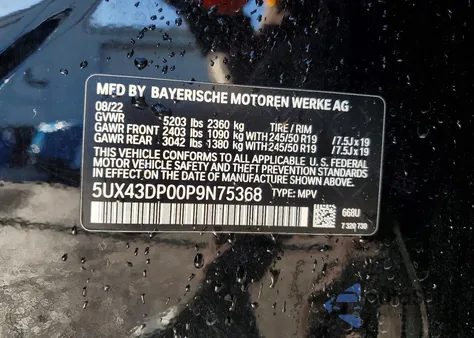 MFD BY BAYERISCHE MOTOREN WERKE AG
08/22
GVWR 5203 lbs 2360 kg TIRE / RIM
GAWR FRONT 2403 lbs 1090 kg WITH 245/50 R19 /7.5J x 19
GAWR REAR 3042 lbs 1380 kg WITH 245/50 R19 /7.5J x 19
THIS VEHICLE CONFORMS TO ALL APPLICABLE U.S. FEDERAL
MOTOR VEHICLE SAFETY AND THEFT PREVENTION STANDARDS
IN EFFECT ON THE DATE OF MANUFACTURE SHOWN ABOVE.
5UX43DP00P9N75368 TYPE: MPV
668U
7 320 730